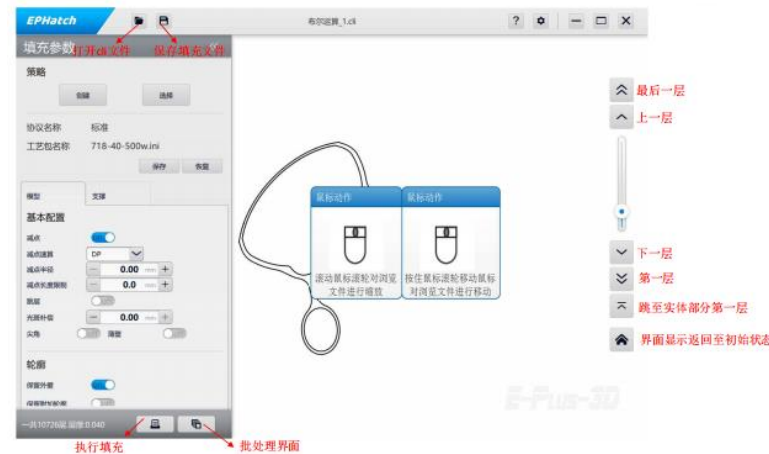 EPHatch
布尔运算_1.cli
填充参数
打开cli文件
保存填充文件
策略
创建
选择
协议名称 标准
工艺包名称 718-40-500w.ini
保存 恢复
模型 支撑
基本配置
减点
减点速算 DP
减点半径 0.00 mm
减点长度限制 0.0 mm
跳层
光斑补偿 0.00 mm
尖角 薄壁
轮廓
保留外窗
一共10726层 层厚:0.040
执行填充
批处理界面
鼠标动作
滚动鼠标滚轮对浏览
文件进行缩放
鼠标动作
按住鼠标滚轮移动鼠标
对浏览文件进行移动
最后一层
上一层
下一层
第一层
跳至实体部分第一层
界面显示返回至初始状态
E-Plus-3D